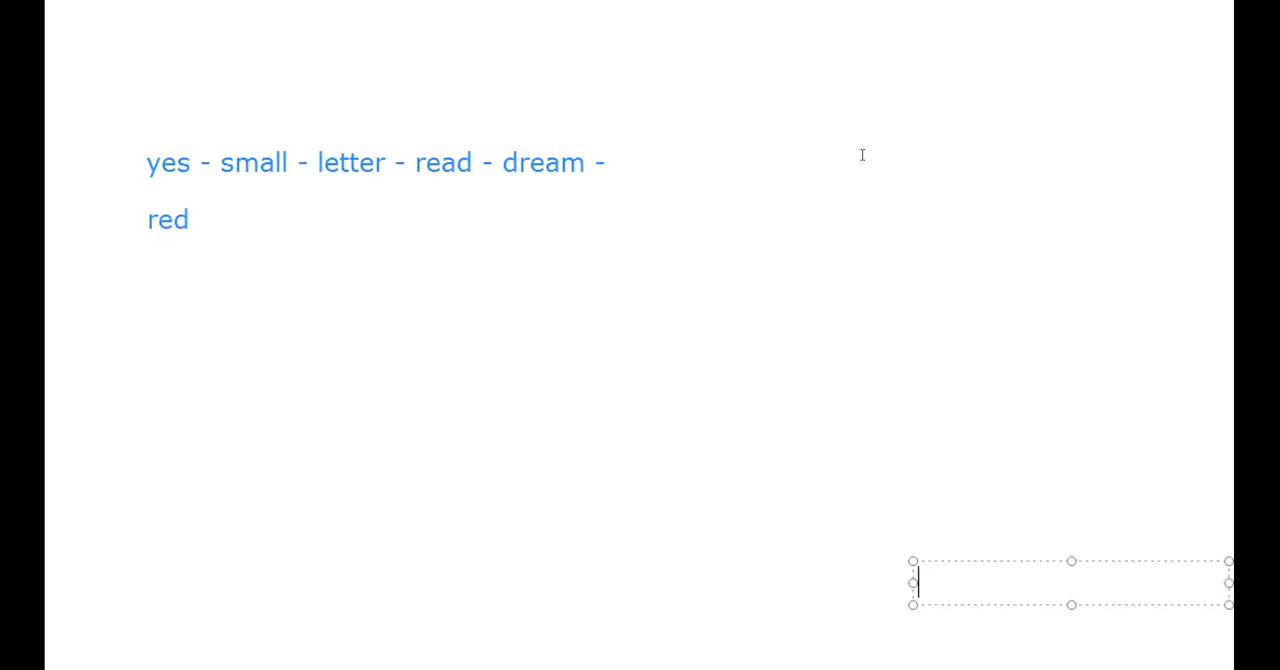 yes - small - letter - read - dream -
red